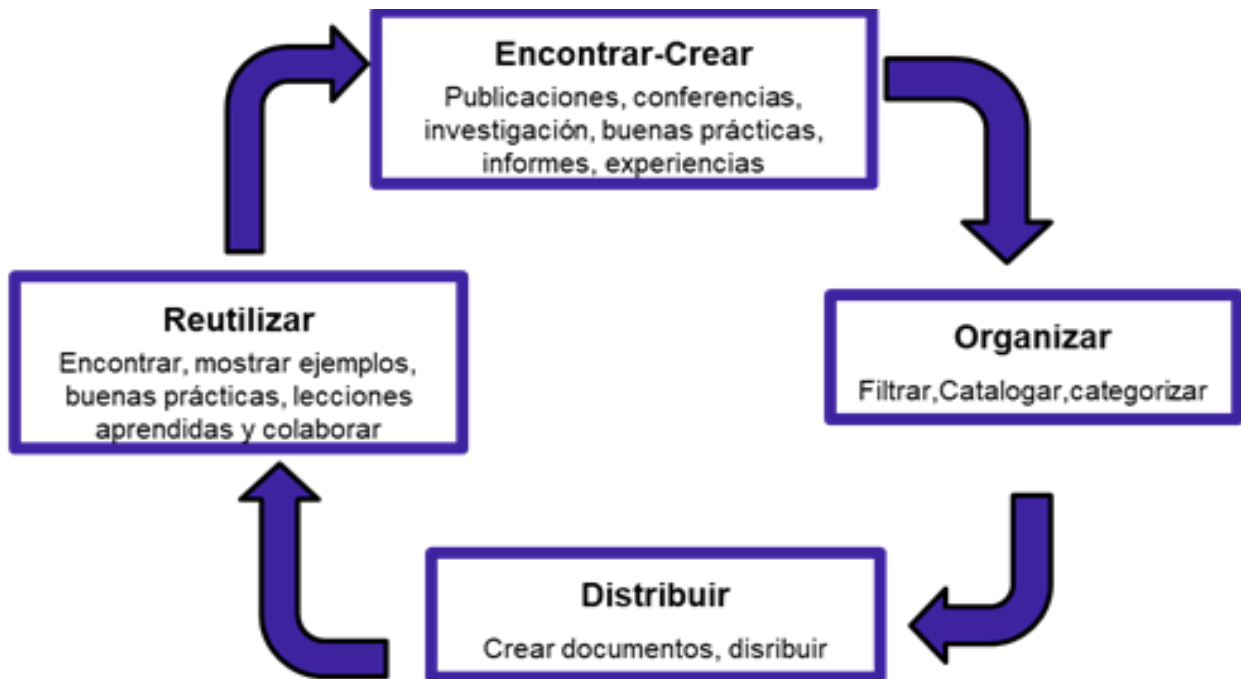 Encontrar-Crear
Publicaciones, conferencias,
investigación, buenas prácticas,
informes, experiencias
Reutilizar
Encontrar, mostrar ejemplos,
buenas prácticas, lecciones
aprendidas y colaborar
Organizar
Filtrar,Catalogar,categorizar
Distribuir
Crear documentos, disribuir